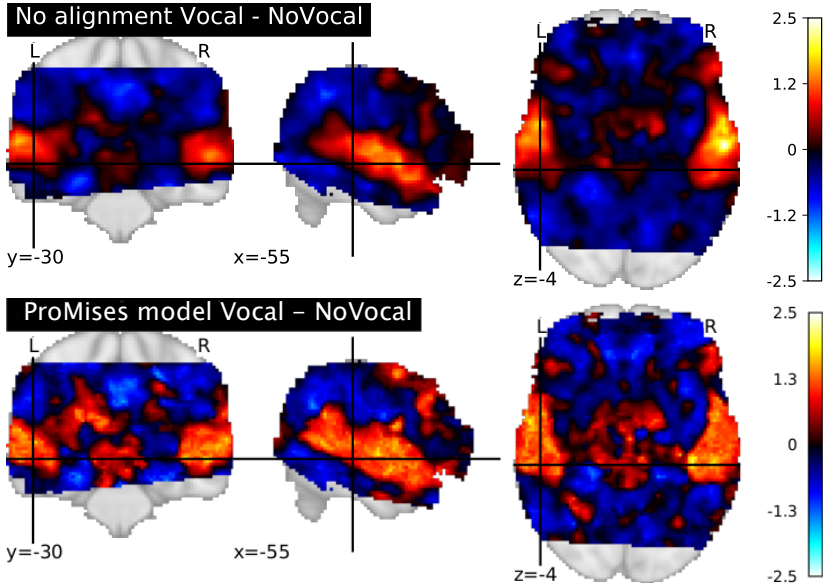 No alignment Vocal - NoVocal
L R L R
y=-30 x=-55 z=-4
2.5
1.2
0
-1.2
-2.5
ProMises model Vocal – NoVocal
L R L R
y=-30 x=-55 z=-4
2.5
1.3
0
-1.3
-2.5